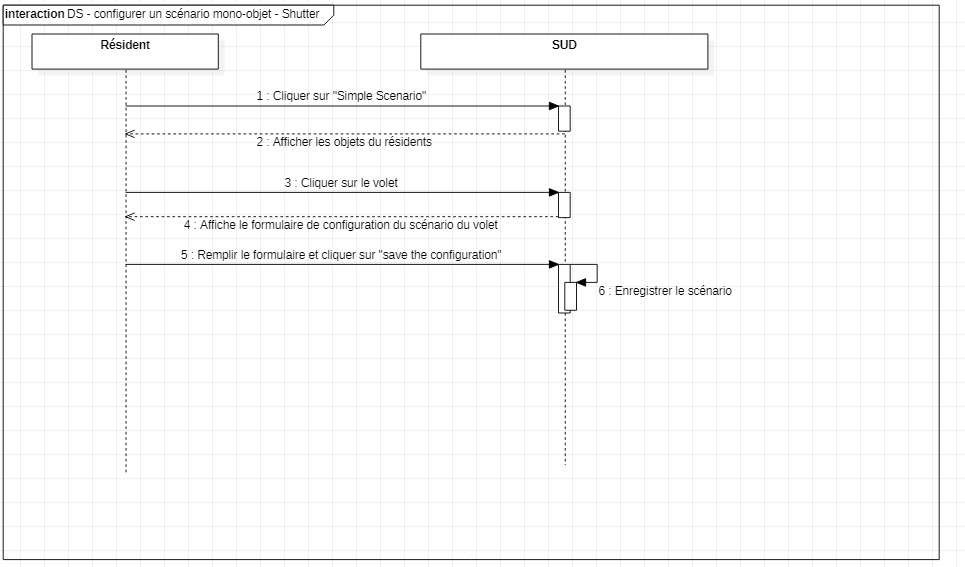 interaction DS - configurer un scénario mono-objet - Shutter
Résident
SUD
1 : Cliquer sur "Simple Scenario"
2 : Afficher les objets du résidents
3 : Cliquer sur le volet
4 : Affiche le formulaire de configuration du scénario du volet
5 : Remplir le formulaire et cliquer sur "save the configuration"
6 : Enregistrer le scénario